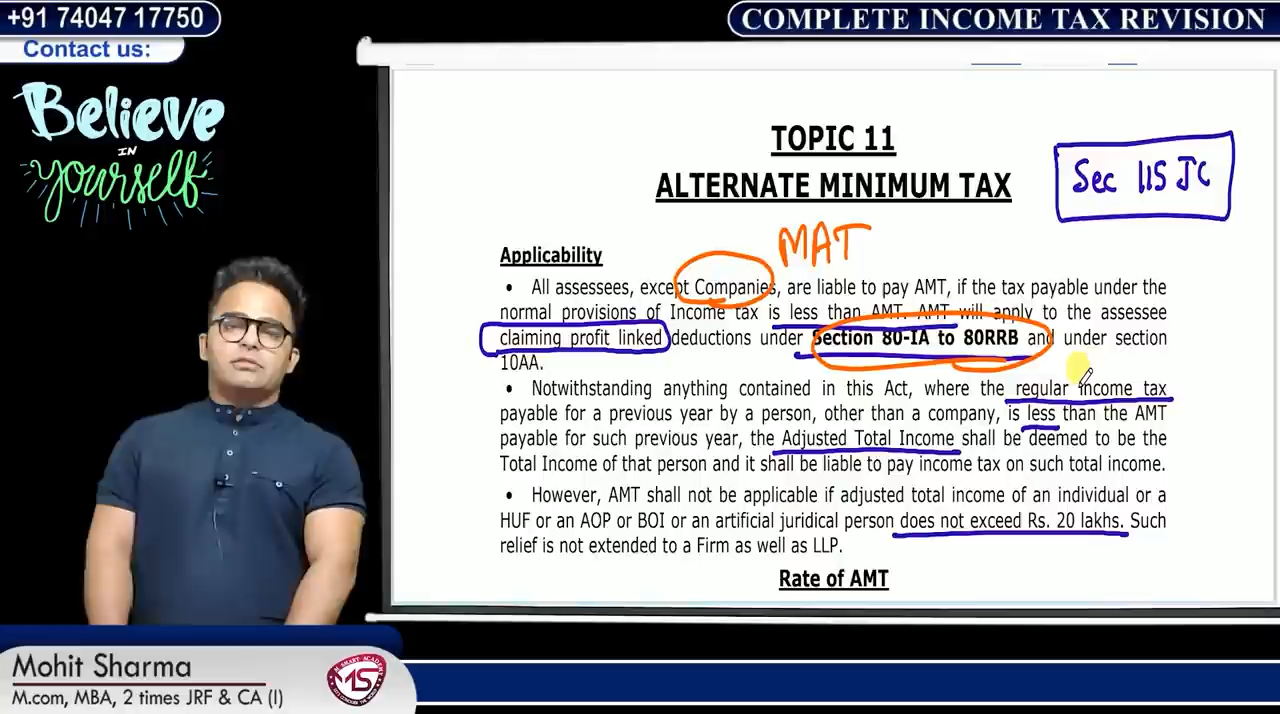 +91 74047 17750
Contact us:
COMPLETE INCOME TAX REVISION
Believe
IN
yourself
TOPIC 11
ALTERNATE MINIMUM TAX
Sec 115 JC
MAT
Applicability
• All assessees, except Companies, are liable to pay AMT, if the tax payable under the
normal provisions of Income tax is less than AMT. AMT will apply to the assessee
claiming profit linked deductions under Section 80-IA to 80RRB and under section
10AA.
• Notwithstanding anything contained in this Act, where the regular income tax
payable for a previous year by a person, other than a company, is less than the AMT
payable for such previous year, the Adjusted Total Income shall be deemed to be the
Total Income of that person and it shall be liable to pay income tax on such total income.
• However, AMT shall not be applicable if adjusted total income of an individual or a
HUF or an AOP or BOI or an artificial juridical person does not exceed Rs. 20 lakhs. Such
relief is not extended to a Firm as well as LLP.
Rate of AMT
Mohit Sharma
M.com, MBA, 2 times JRF & CA (I)
MS